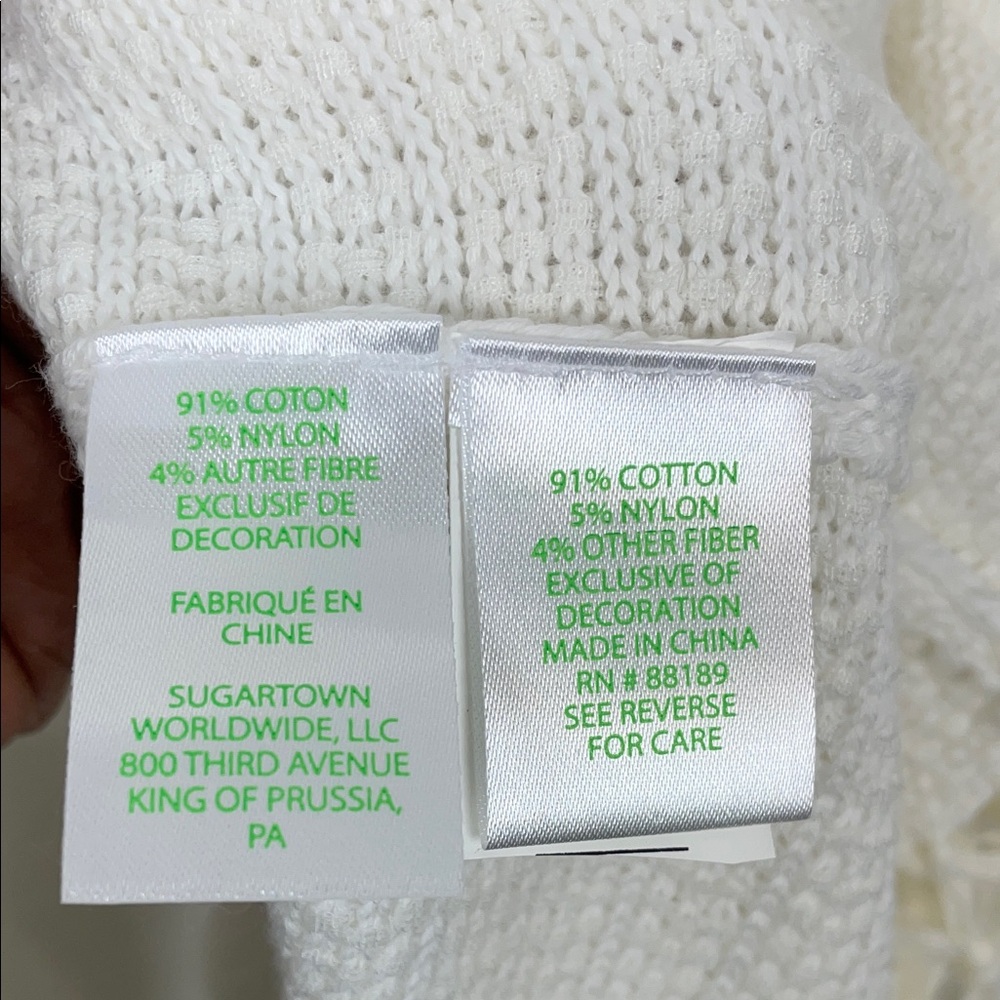 91% COTON
5% NYLON
4% AUTRE FIBRE
EXCLUSIF DE
DECORATION
FABRIQUÉ EN
CHINE
SUGARTOWN
WORLDWIDE, LLC
800 THIRD AVENUE
KING OF PRUSSIA,
PA
91% COTTON
5% NYLON
4% OTHER FIBER
EXCLUSIVE OF
DECORATION
MADE IN CHINA
RN # 88189
SEE REVERSE
FOR CARE